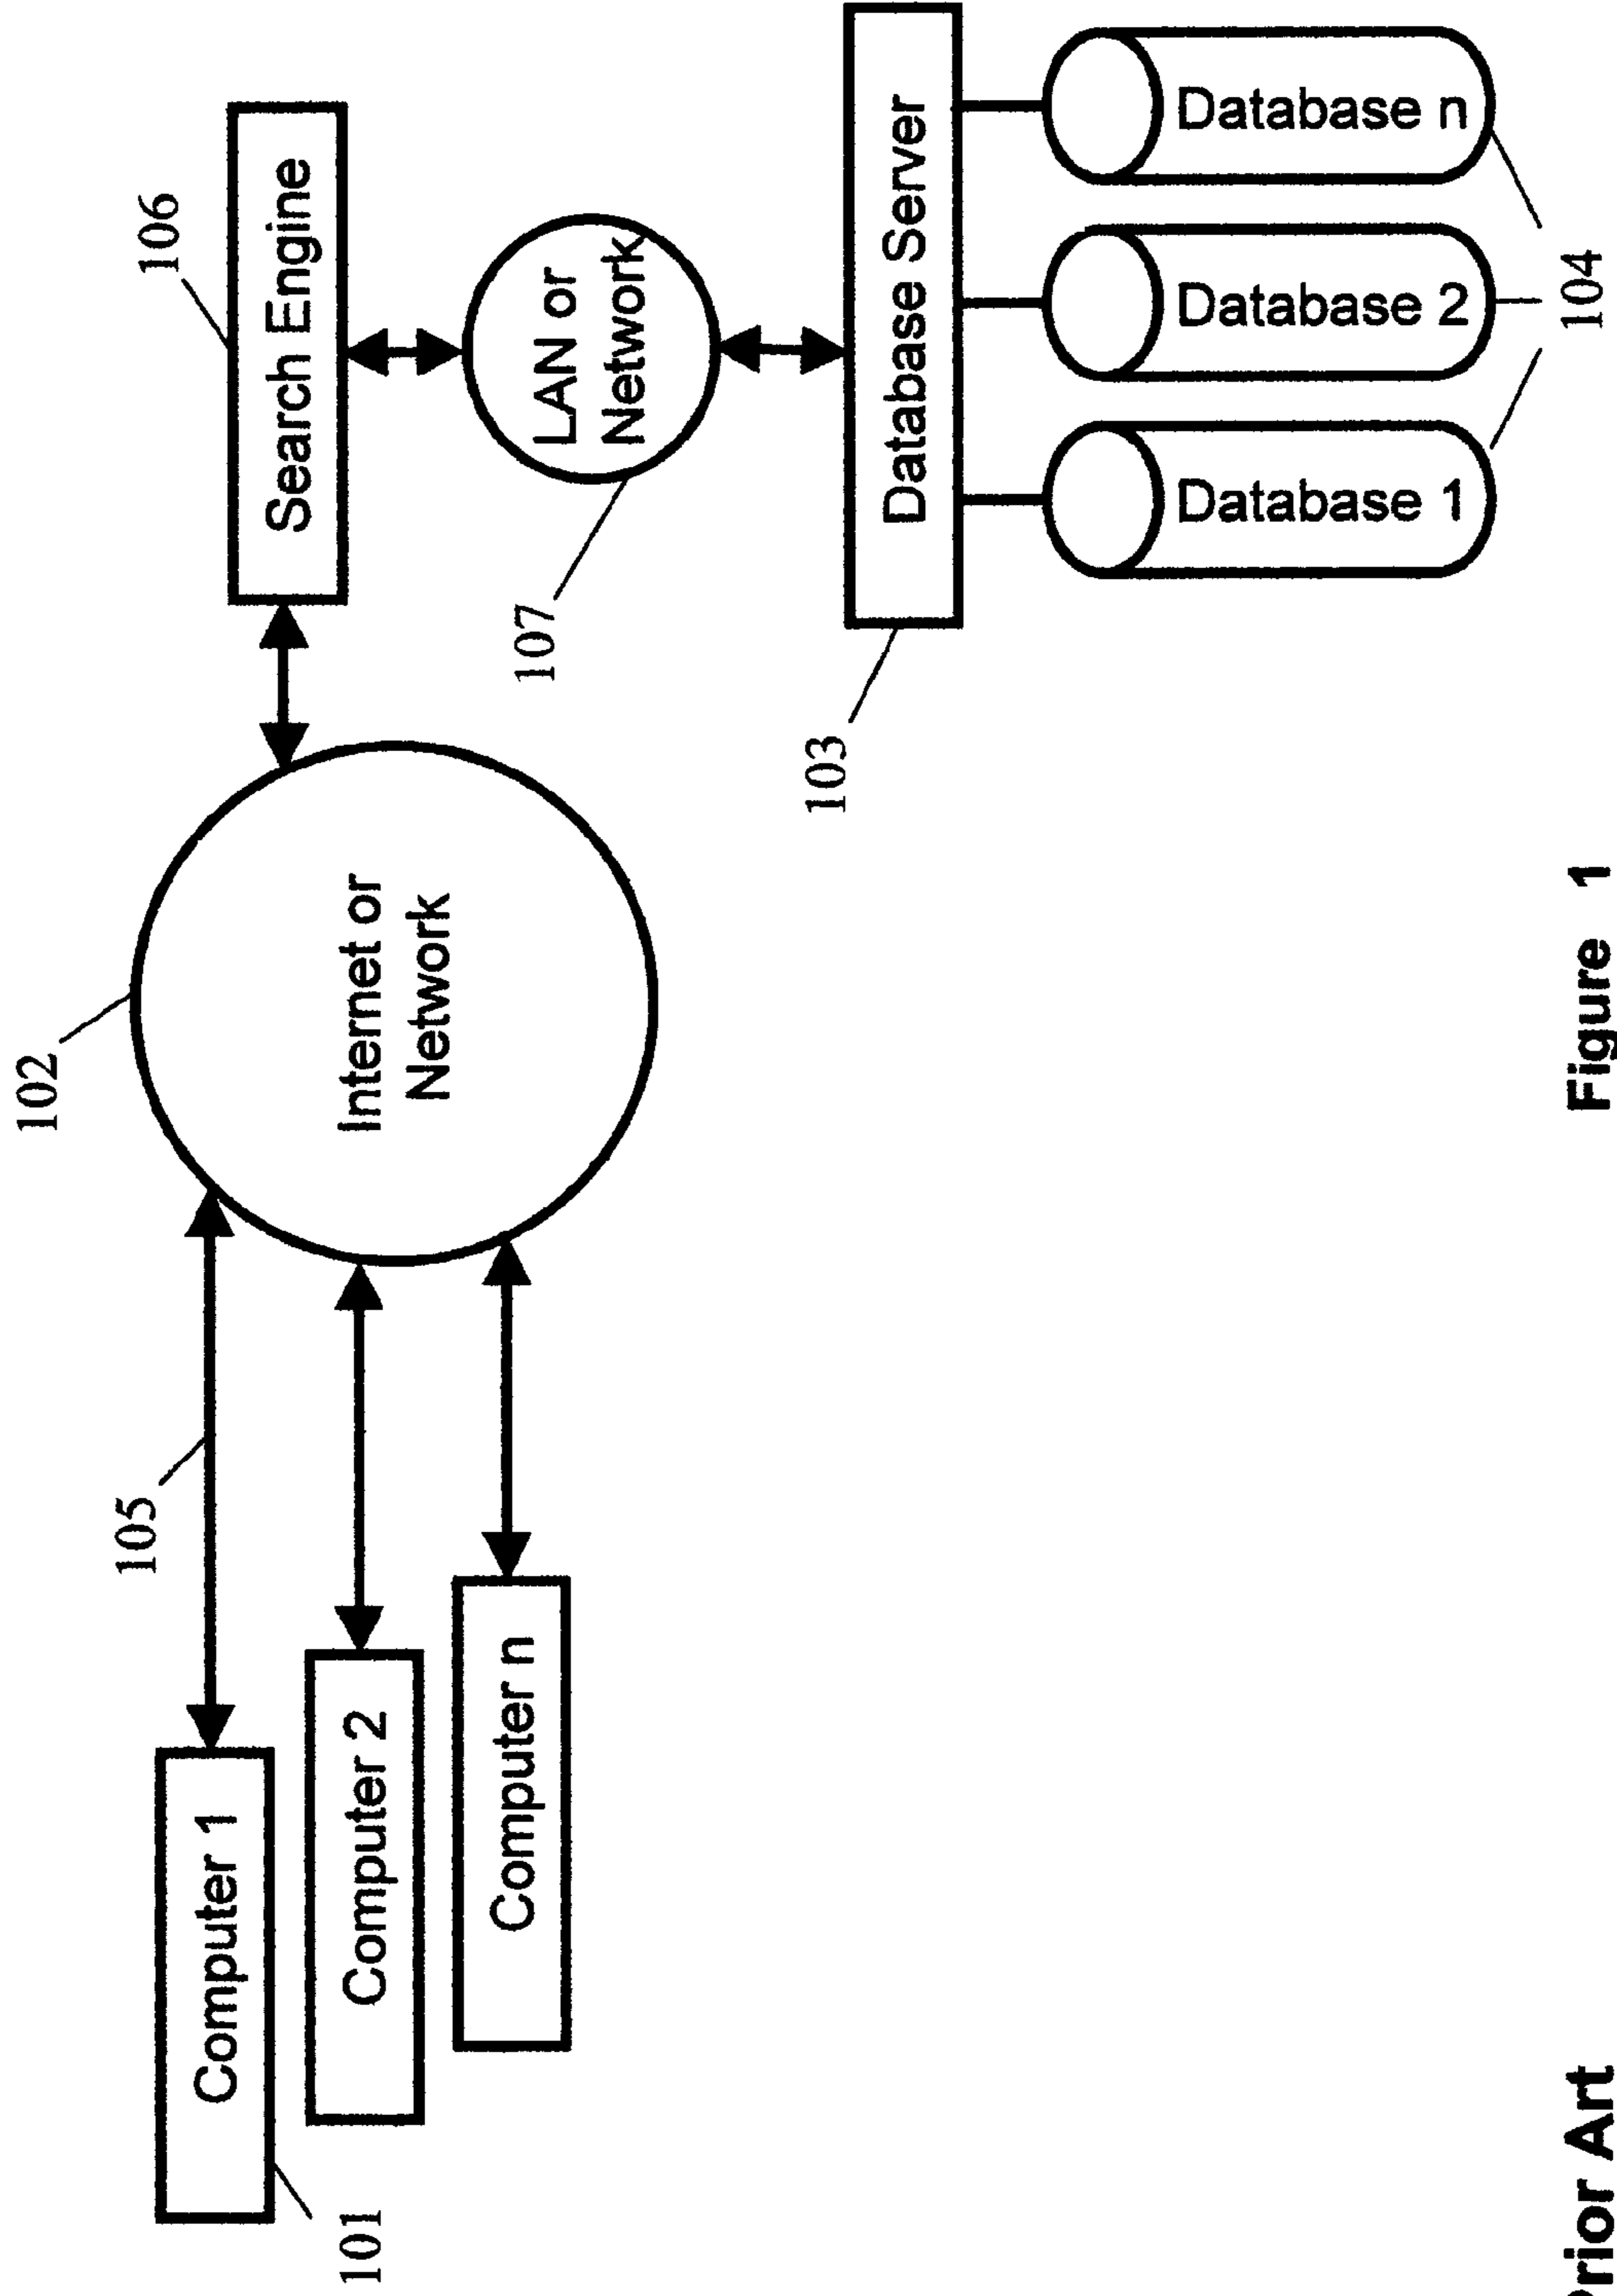 102
106
105
Search Engine
Computer 1
Internet or
Network
Computer 2
LAN or
Network
101
Computer n
107
103
Database Server
Database 1
Database 2
Database n
104
Prior Art
Figure 1